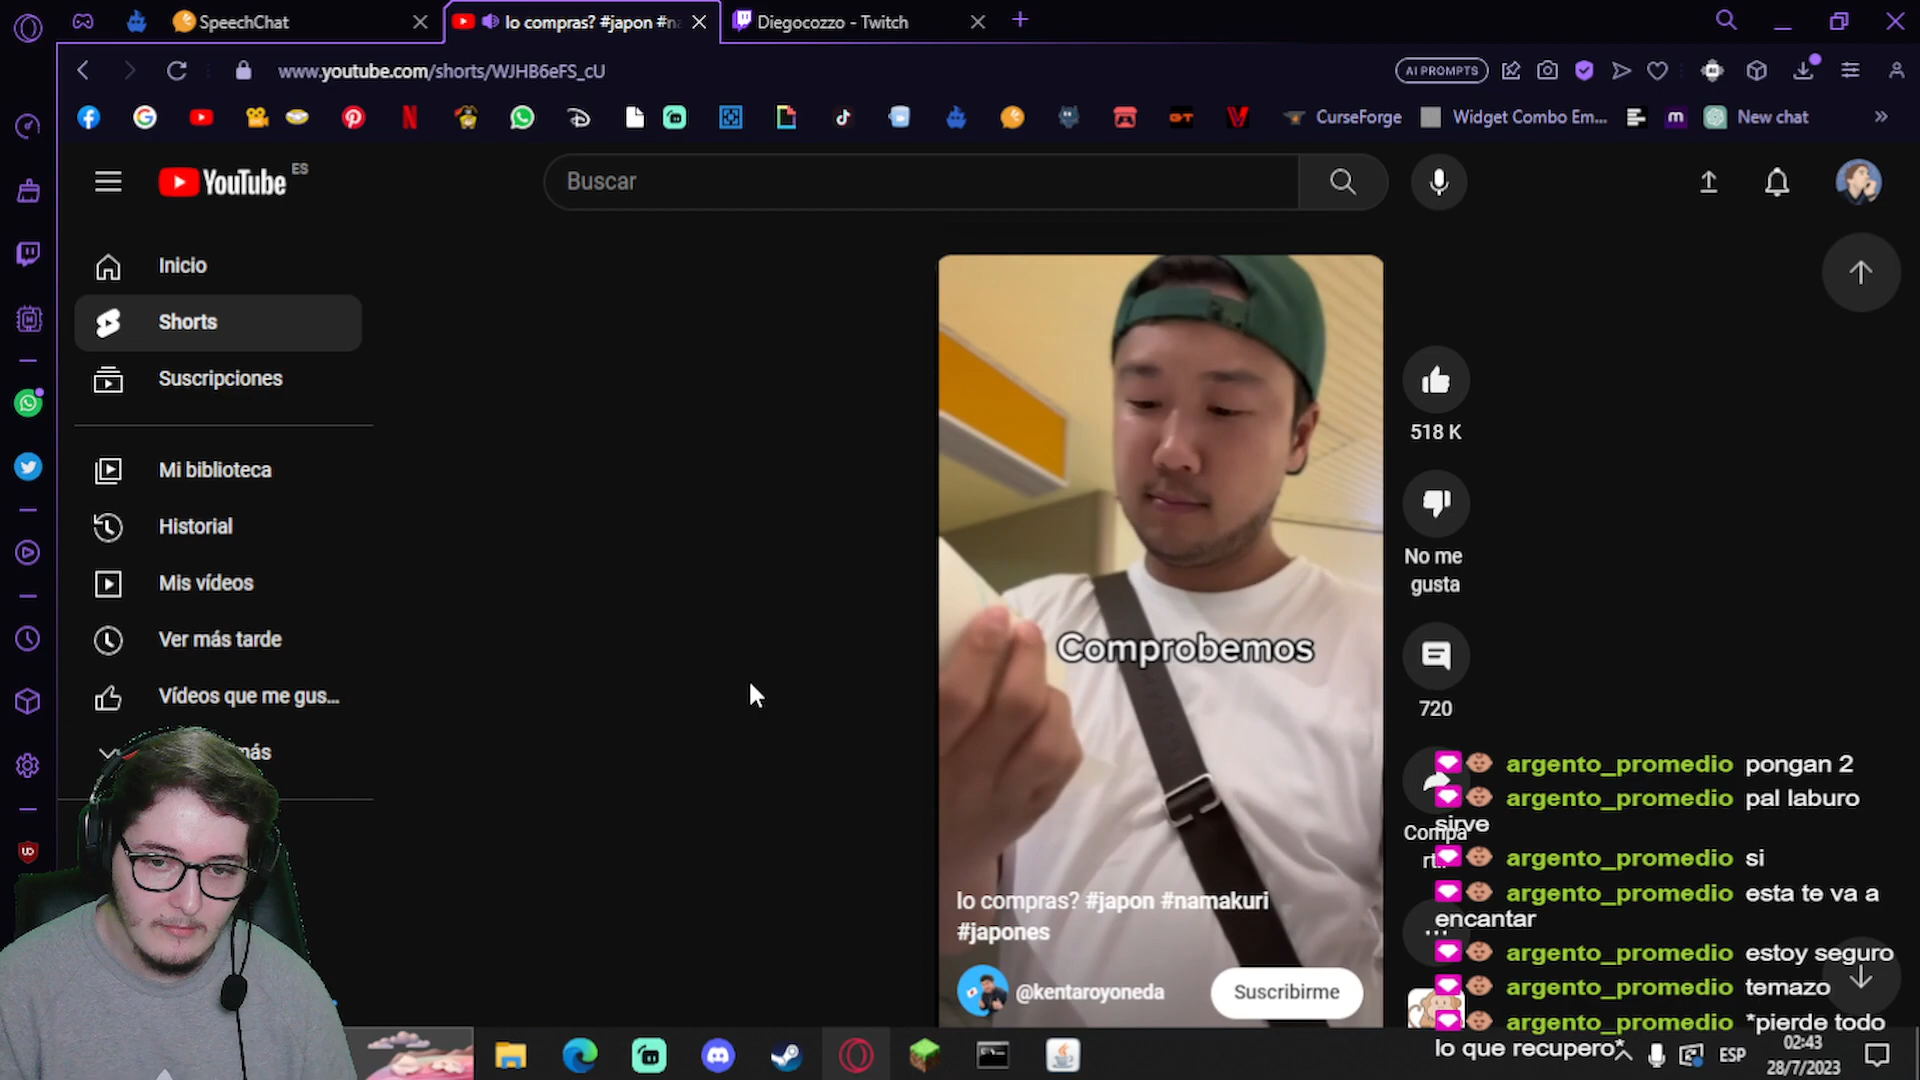 SpeechChat
lo compras? #japon #na
Diegocozzo - Twitch
www.youtube.com/shorts/WJHB6eFS_cU
AI PROMPTS
CurseForge
Widget Combo Em...
New chat
YouTube ES
Buscar
Inicio
Shorts
Suscripciones
Mi biblioteca
Historial
Mis vídeos
Ver más tarde
Vídeos que me gus...
más
Comprobemos
518 K
No me
gusta
720
Compa
rt...
lo compras? #japon #namakuri
#japones
@kentaroyoneda
Suscribirme
argento_promedio pongan 2
argento_promedio pal laburo
sirve
argento_promedio si
argento_promedio esta te va a
encantar
argento_promedio estoy seguro
argento_promedio temazo
argento_promedio *pierde todo
lo que recupero*
ESP
02:43
28/7/2023